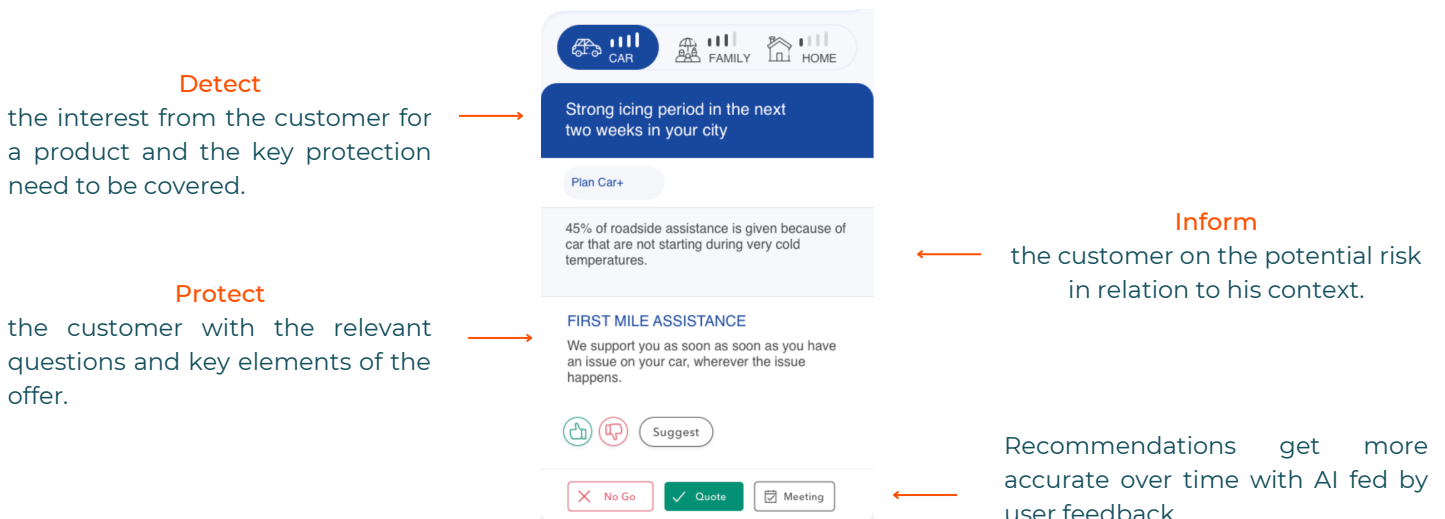 CAR
FAMILY
HOME
Strong icing period in the next
two weeks in your city
Plan Car+
45% of roadside assistance is given because of
car that are not starting during very cold
temperatures.
FIRST MILE ASSISTANCE
We support you as soon as soon as you have
an issue on your car, wherever the issue
happens.
Suggest
No Go
Quote
Meeting
Detect
the interest from the customer for
a product and the key protection
need to be covered.
Protect
the customer with the relevant
questions and key elements of the
offer.
Inform
the customer on the potential risk
in relation to his context.
Recommendations get more
accurate over time with AI fed by
user feedback